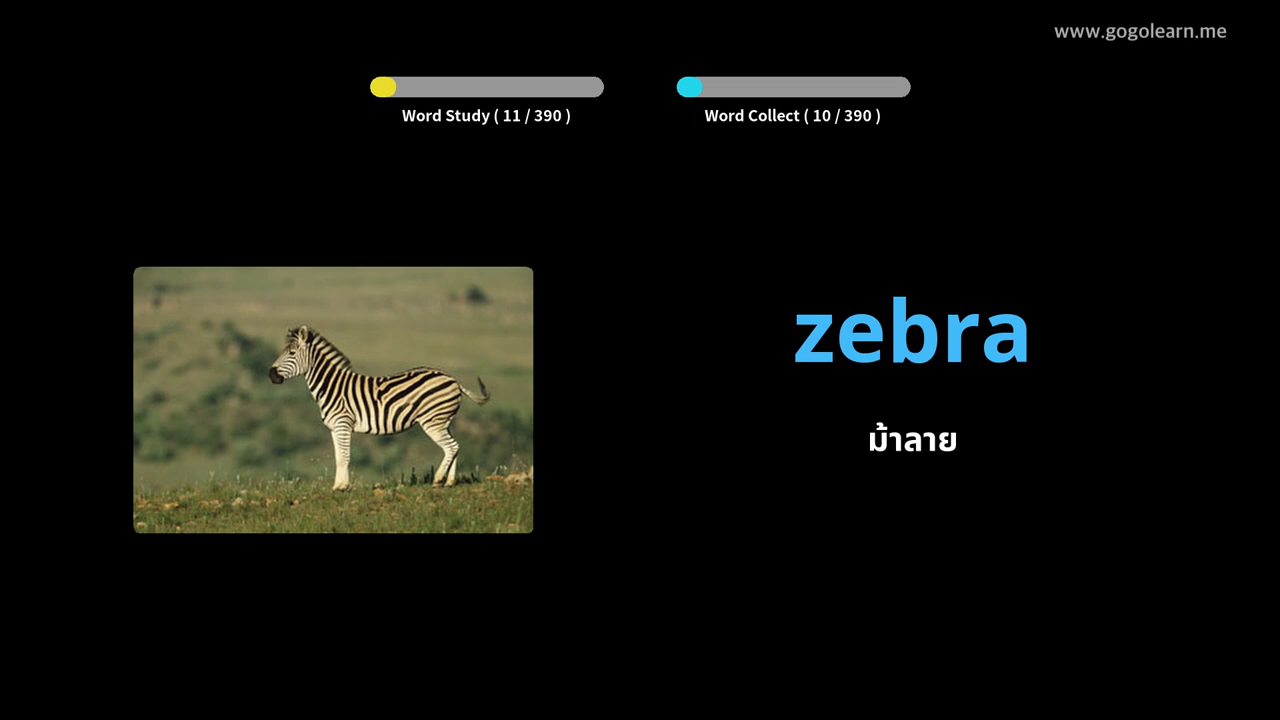 www.gogolearn.me
Word Study ( 11 / 390 )
Word Collect ( 10 / 390 )
zebra
ม้าลาย